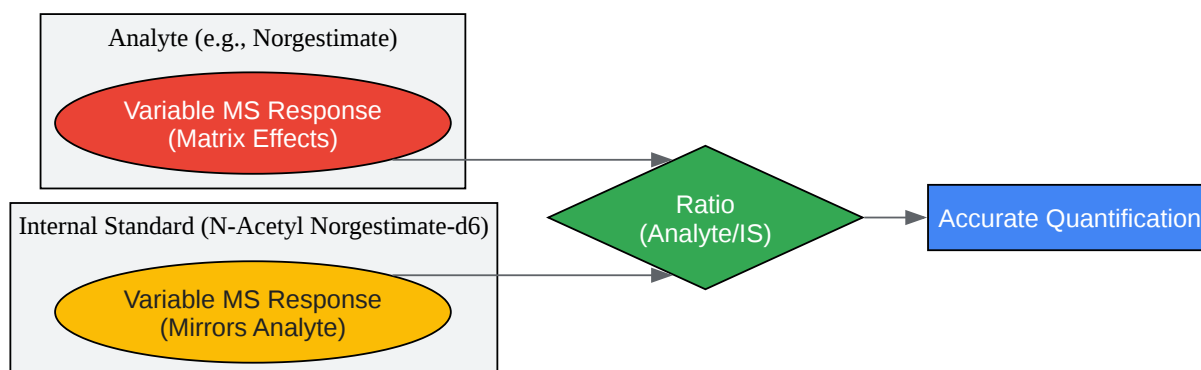 Analyte (e.g., Norgestimate)
Variable MS Response
(Matrix Effects)
Internal Standard (N-Acetyl Norgestimate-d6)
Variable MS Response
(Mirrors Analyte)
Ratio
(Analyte/IS)
Accurate Quantification